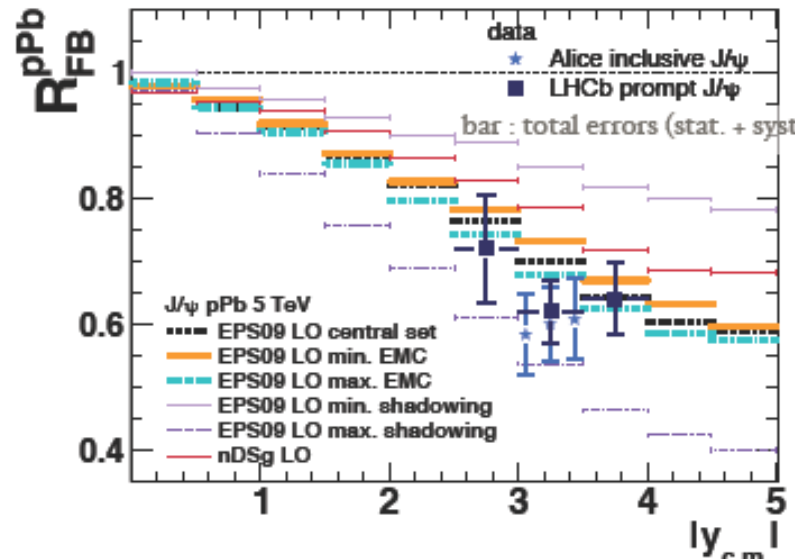 R_FB^pPb
data
Alice inclusive J/ψ
LHCb prompt J/ψ
bar : total errors (stat. + syst
1
0.8
0.6
0.4
J/ψ pPb 5 TeV
EPS09 LO central set
EPS09 LO min. EMC
EPS09 LO max. EMC
EPS09 LO min. shadowing
EPS09 LO max. shadowing
nDSg LO
1 2 3 4 5
|y_c.m.|